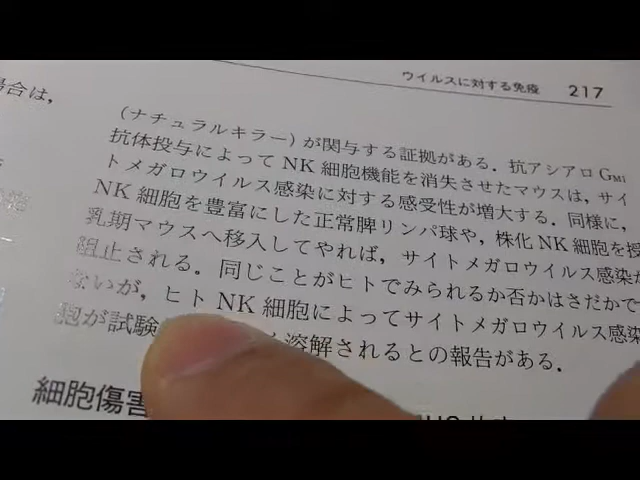 ウイルスに対する免疫 217
場合は,
(ナチュラルキラー)が関与する証拠がある. 抗アシアロ GM1
抗体投与によって NK 細胞機能を消失させたマウスは, サイ
トメガロウイルス感染に対する感受性が増大する. 同様に,
NK 細胞を豊富にした正常脾リンパ球や, 株化 NK 細胞を授
乳期マウスへ移入してやれば, サイトメガロウイルス感染が
阻止される. 同じことがヒトでみられるか否かはさだかで
ないが, ヒト NK 細胞によってサイトメガロウイルス感染
胞が試験 溶解されるとの報告がある.
細胞傷害